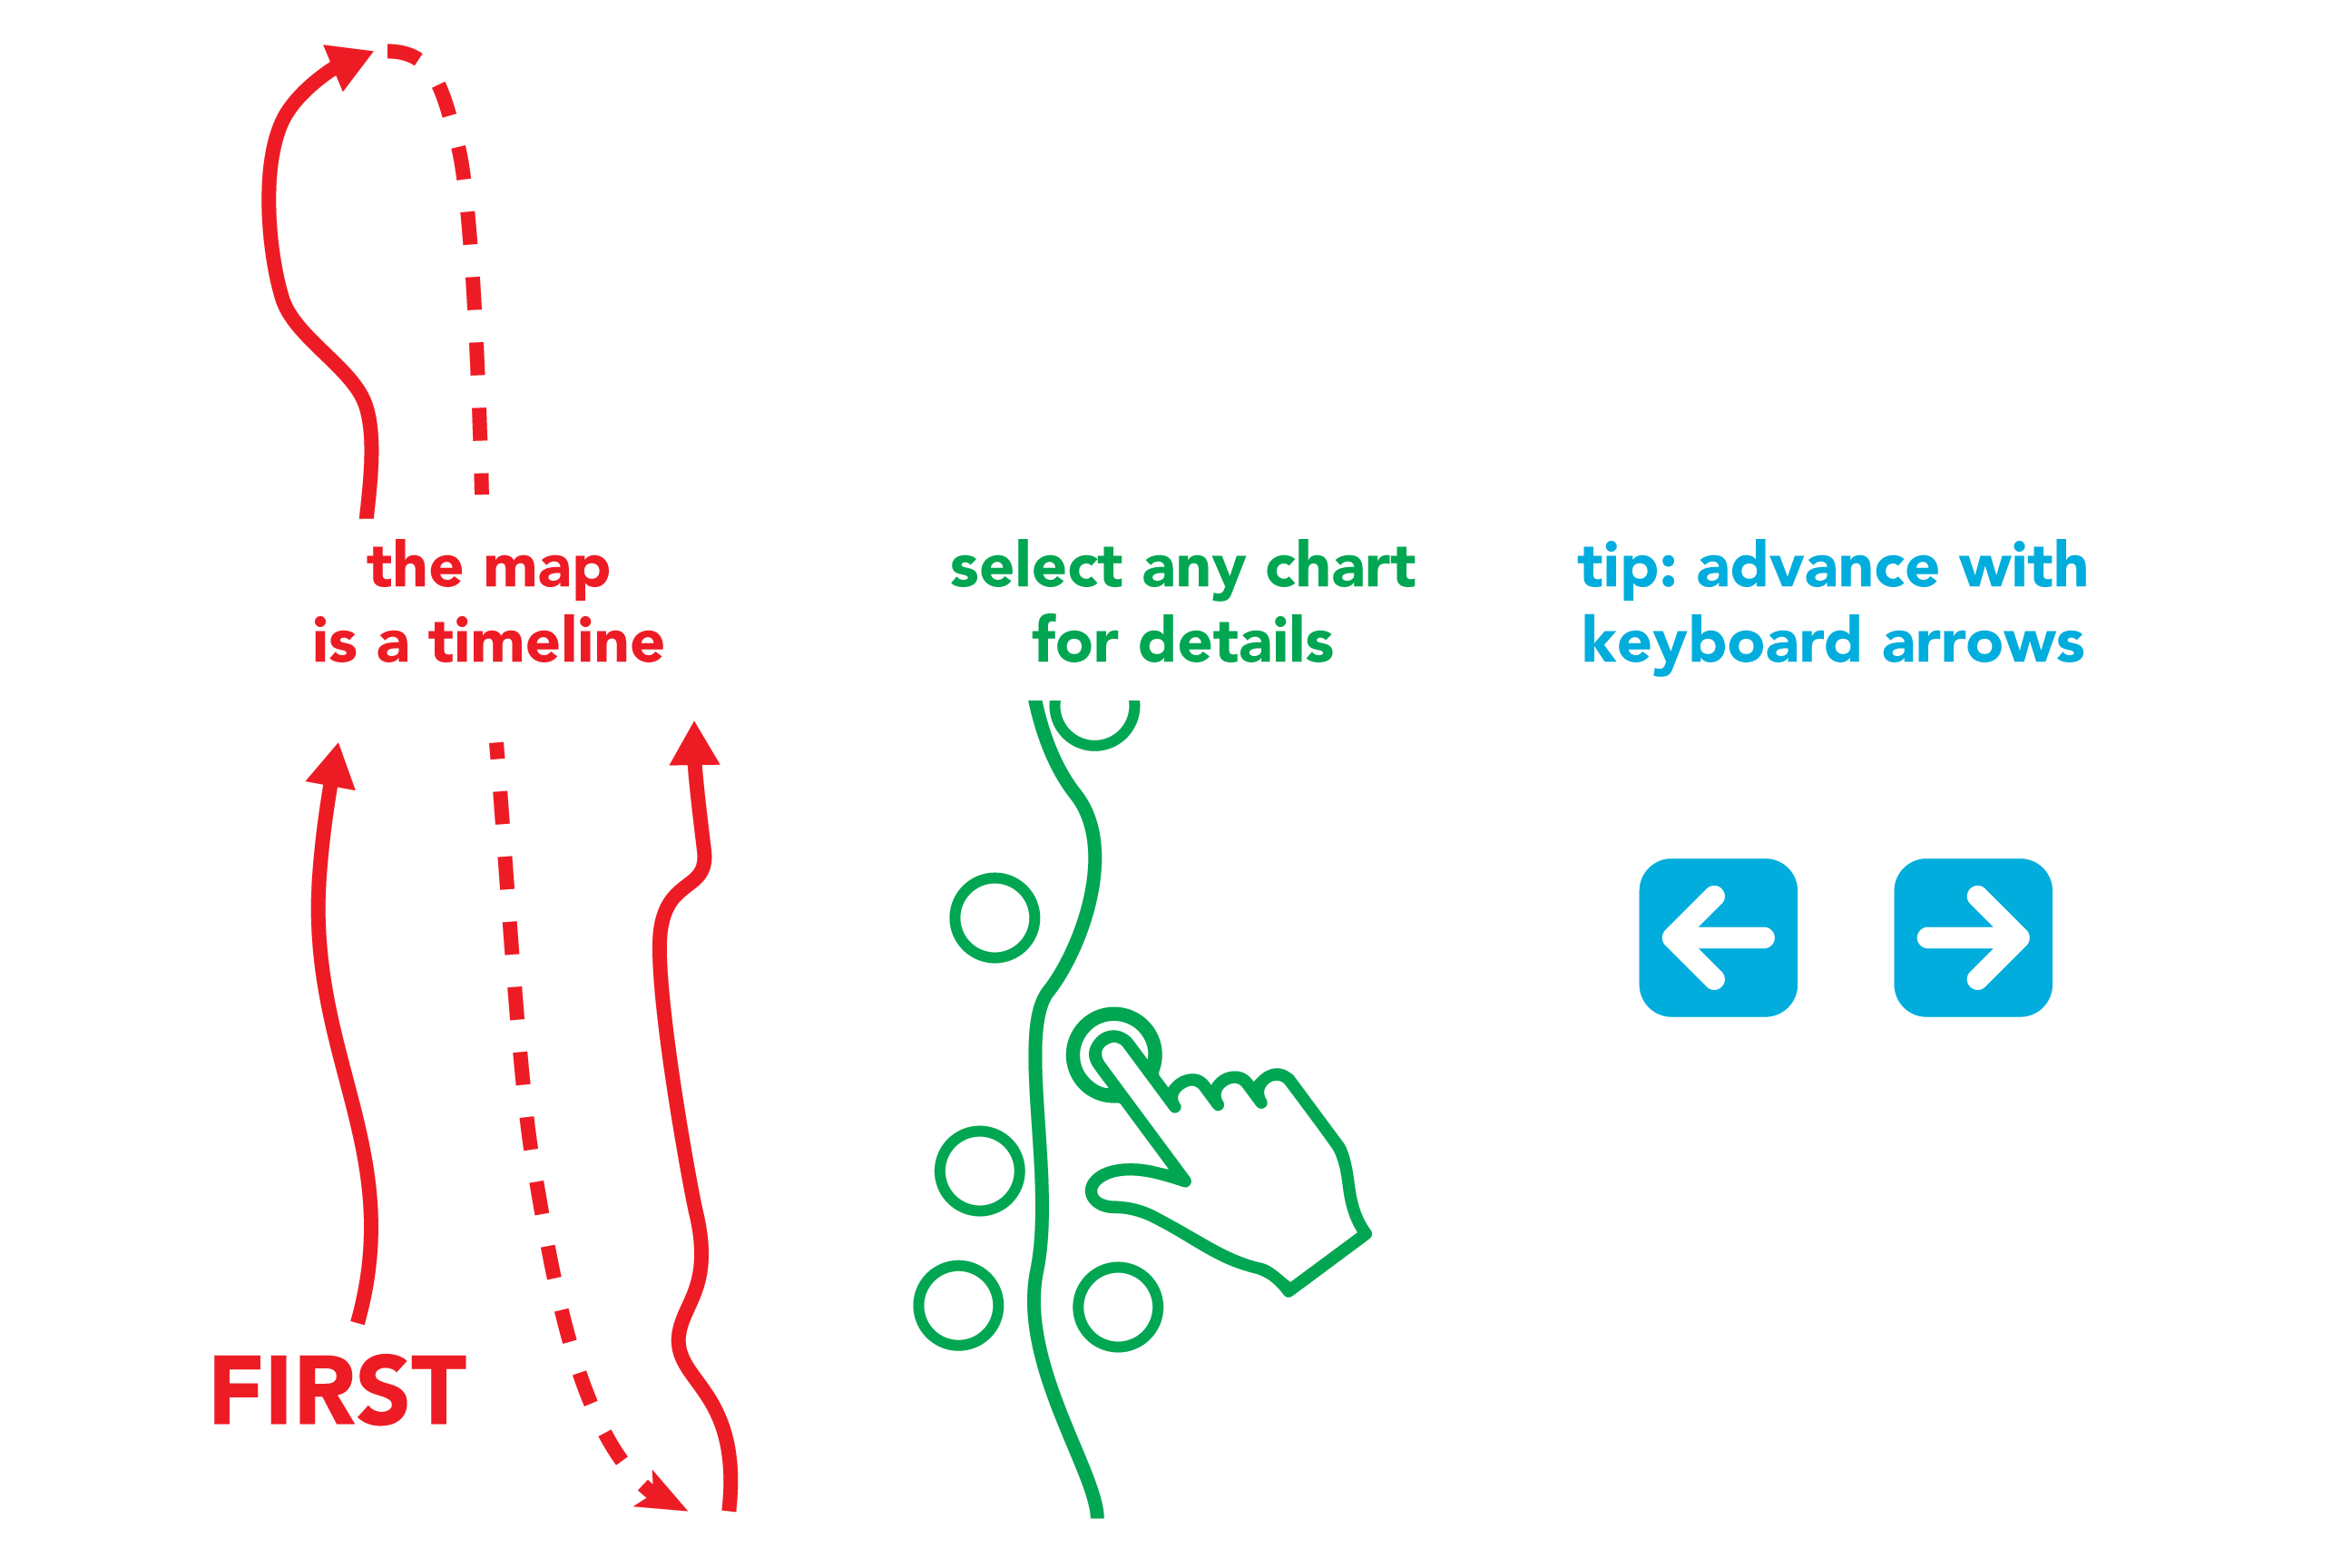 the map
is a timeline
FIRST
select any chart
for details
tip: advance with
keyboard arrows